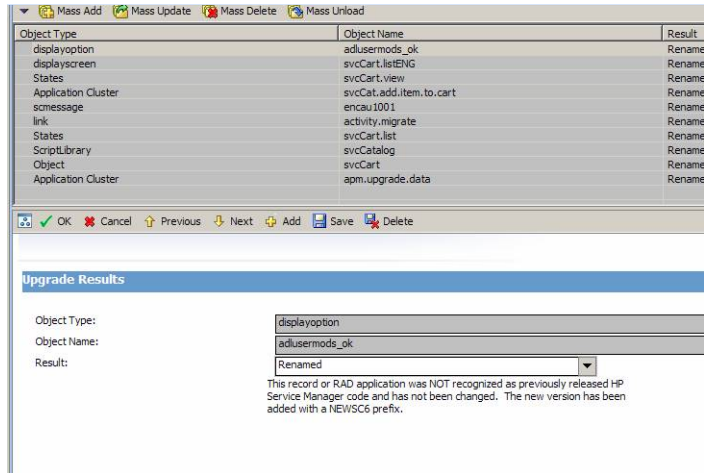 Mass Add Mass Update Mass Delete Mass Unload
Object Type Object Name Result
displayoption adlusermods_ok Rename
displayscreen svcCart.listENG Rename
States svcCart.view Rename
Application Cluster svcCat.add.item.to.cart Rename
scmessage encau1001 Rename
link activity.migrate Rename
States svcCart.list Rename
ScriptLibrary svcCatalog Rename
Object svcCart Rename
Application Cluster apm.upgrade.data Rename
OK Cancel Previous Next Add Save Delete
Upgrade Results
Object Type: displayoption
Object Name: adlusermods_ok
Result: Renamed
This record or RAD application was NOT recognized as previously released HP
Service Manager code and has not been changed. The new version has been
added with a NEWSC6 prefix.